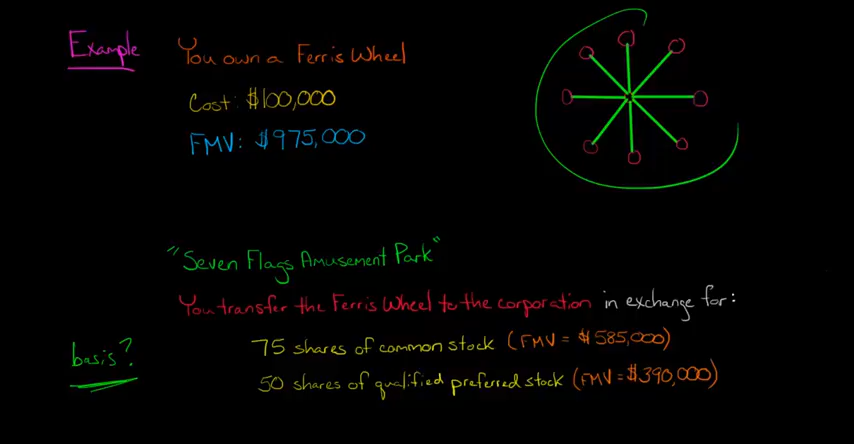 Example
You own a Ferris Wheel
Cost: $100,000
FMV: $975,000
"Seven Flags Amusement Park"
You transfer the Ferris Wheel to the corporation in exchange for:
75 shares of common stock (FMV = $585,000)
basis?
50 shares of qualified preferred stock (FMV = $390,000)